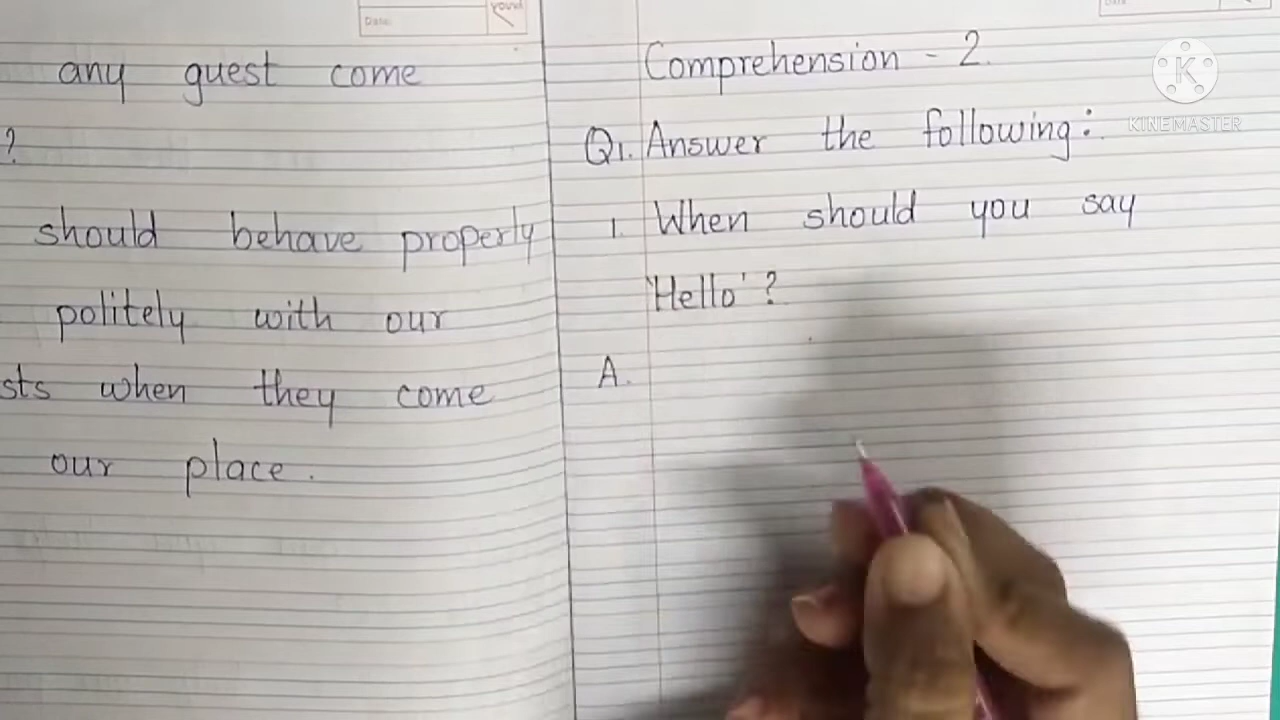 Date:
any guest come
?
should behave properly
politely with our
sts when they come
our place.
Comprehension - 2.
Q1. Answer the following:
1. When should you say
'Hello'?
A.
K
KINEMASTER